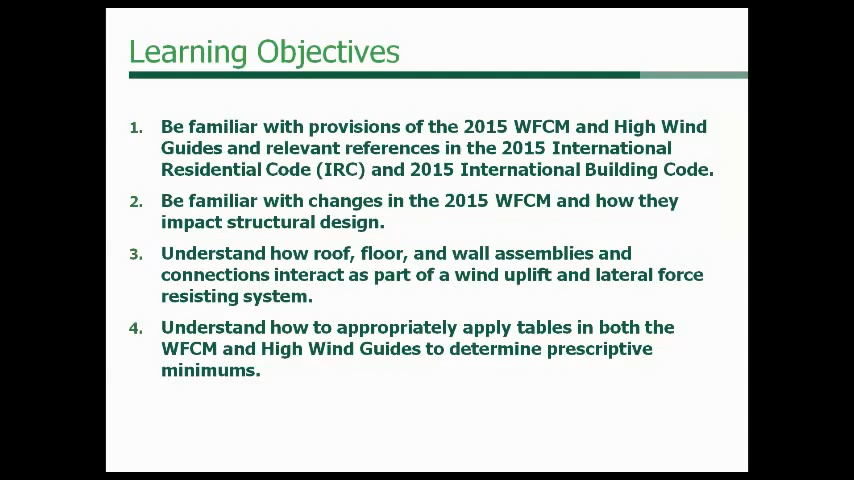 Learning Objectives
1. Be familiar with provisions of the 2015 WFCM and High Wind
Guides and relevant references in the 2015 International
Residential Code (IRC) and 2015 International Building Code.
2. Be familiar with changes in the 2015 WFCM and how they
impact structural design.
3. Understand how roof, floor, and wall assemblies and
connections interact as part of a wind uplift and lateral force
resisting system.
4. Understand how to appropriately apply tables in both the
WFCM and High Wind Guides to determine prescriptive
minimums.